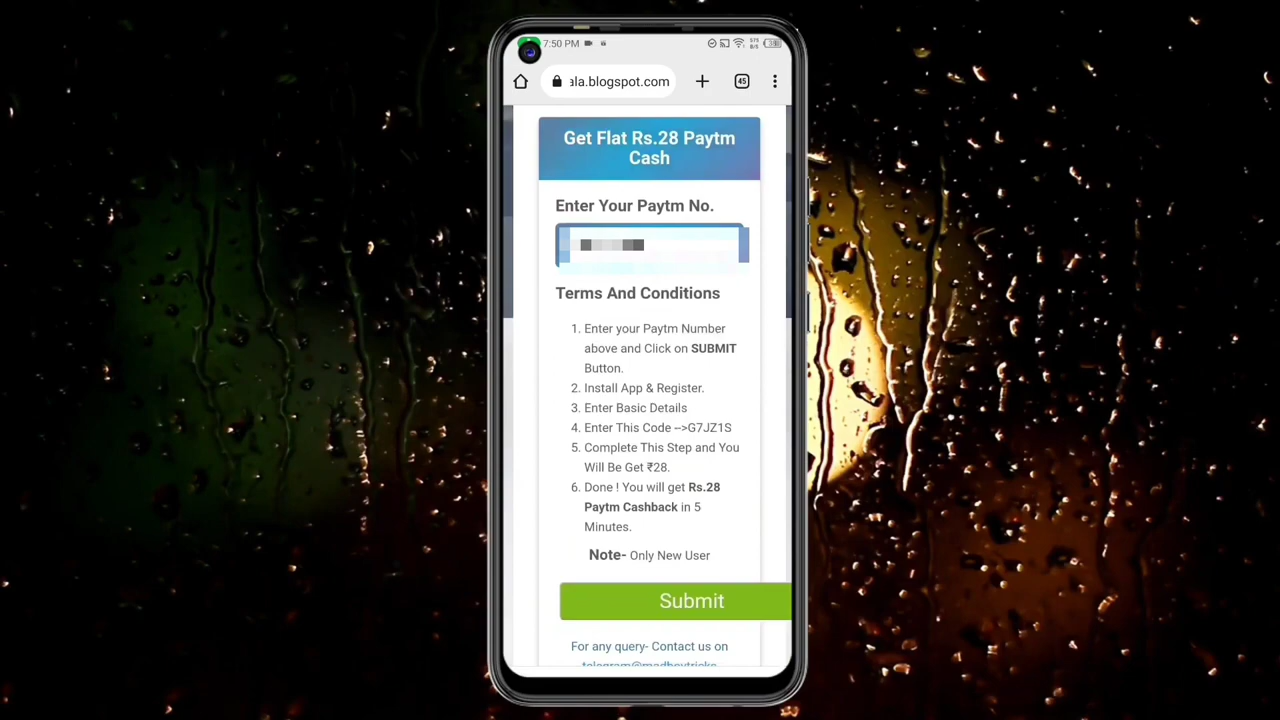 7:50 PM
ala.blogspot.com
45
Get Flat Rs.28 Paytm
Cash
Enter Your Paytm No.
Terms And Conditions
1. Enter your Paytm Number
above and Click on SUBMIT
Button.
2. Install App & Register.
3. Enter Basic Details
4. Enter This Code -->G7JZ1S
5. Complete This Step and You
Will Be Get ₹28.
6. Done ! You will get Rs.28
Paytm Cashback in 5
Minutes.
Note- Only New User
Submit
For any query- Contact us on
telegram@madboytricks